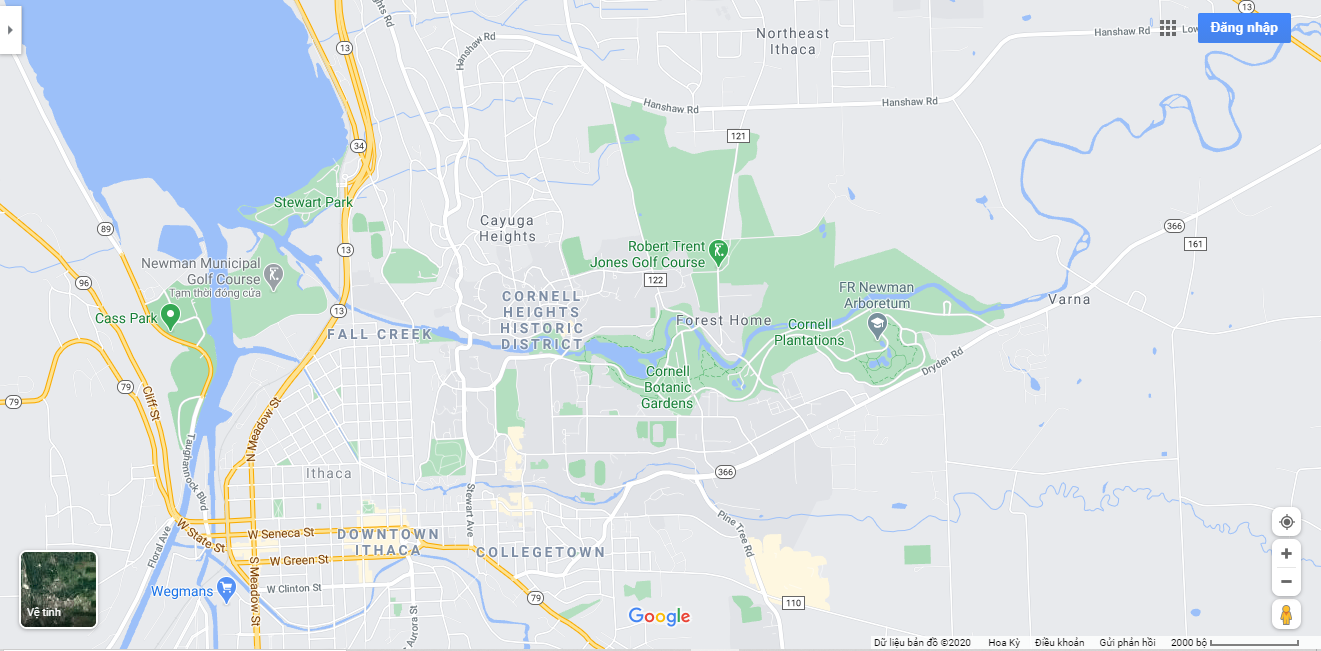 13
Northeast
Ithaca
Hanshaw Rd
Đăng nhập
Hanshaw Rd
13
Hanshaw Rd
Hanshaw Rd
121
34
Stewart Park
Cayuga
Heights
89
366
161
13
Robert Trent
Jones Golf Course
Newman Municipal
Golf Course
Tạm thời đóng cửa
96
122
FR Newman
Arboretum
Varna
CORNELL
HEIGHTS
HISTORIC
DISTRICT
Cass Park
13
FALL CREEK
Forest Home
Cornell
Plantations
Dryden Rd
Cornell
Botanic
Gardens
79
79
Cliff St
N Meadow St
Taughannock Blvd
Ithaca
366
Stewart Ave
Pine Tree Rd
W State St
Floral Ave
W Seneca St
DOWNTOWN
ITHACA
COLLEGETOWN
W Green St
S Meadow St
W Clinton St
Wegmans
79
110
Vệ tinh
Google
S Aurora St
Dữ liệu bản đồ ©2020
Hoa Kỳ
Điều khoản
Gửi phản hồi
2000 bộ